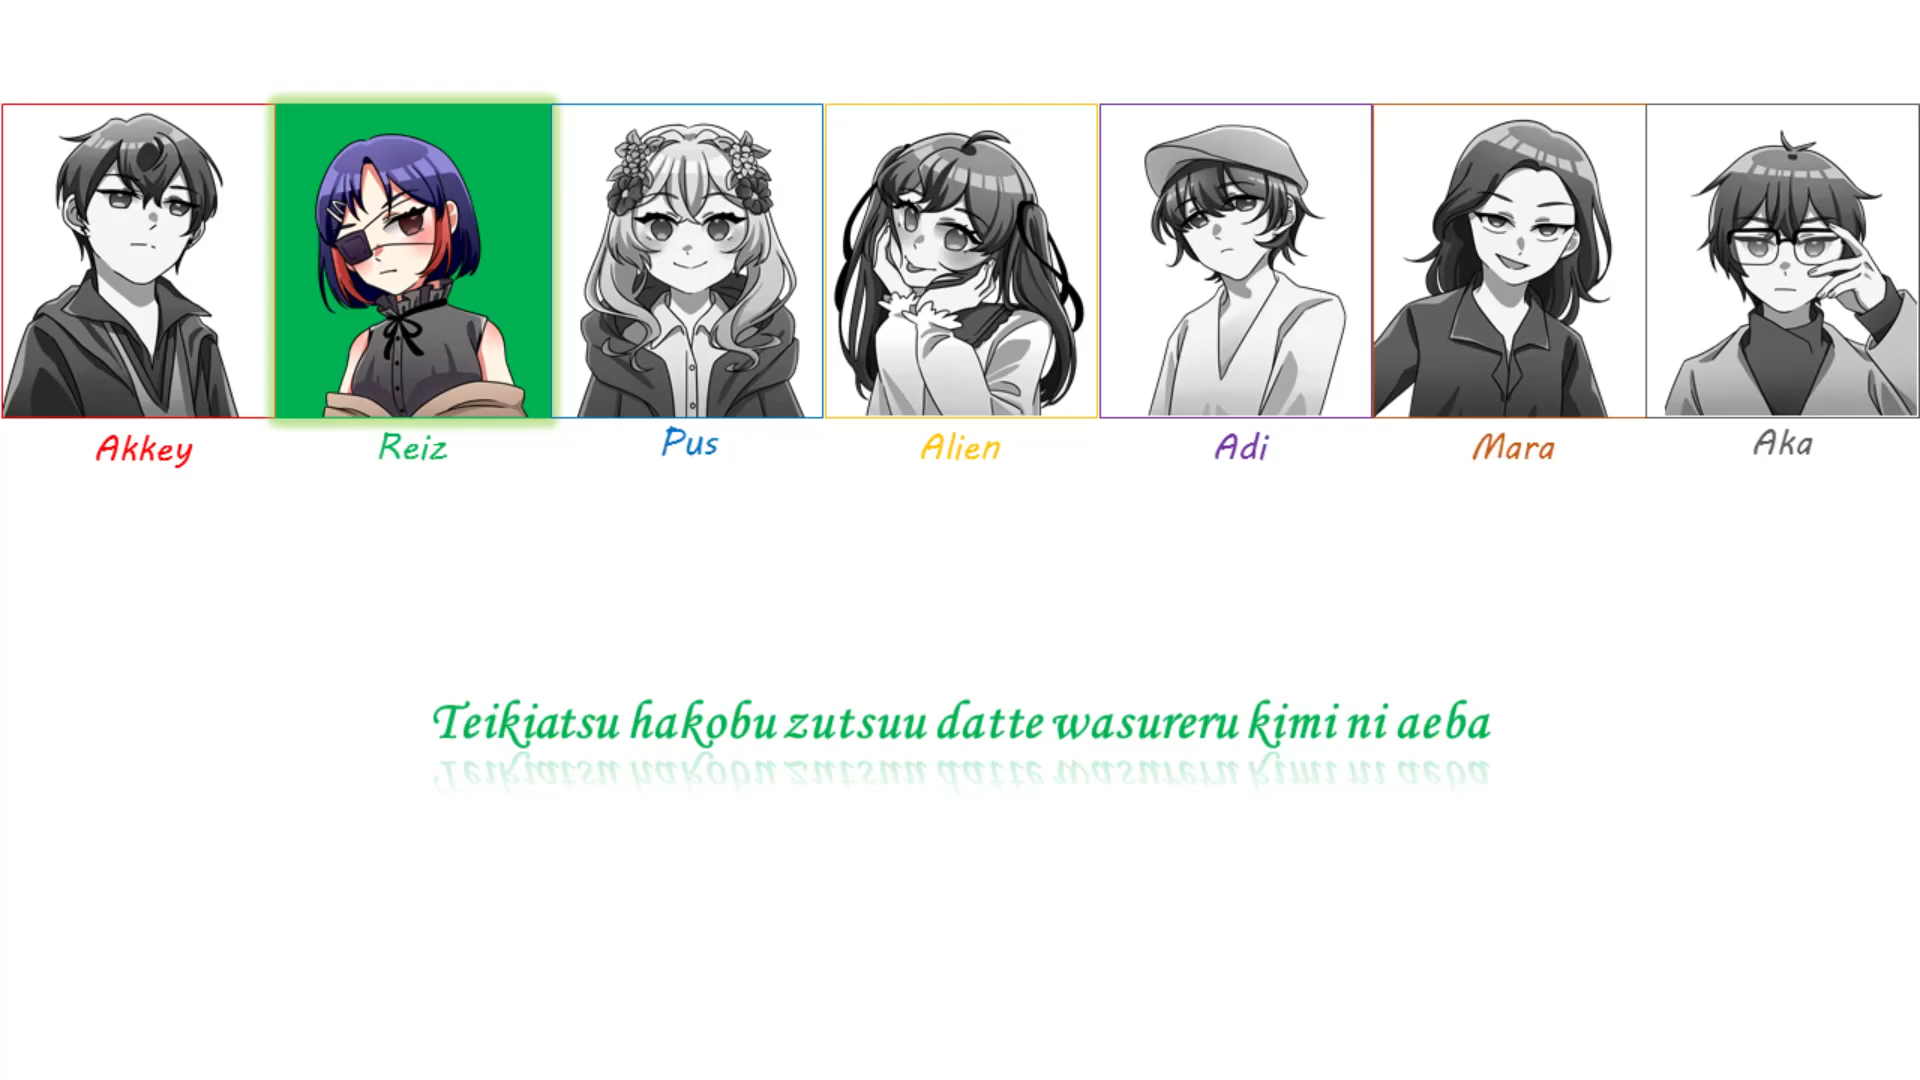 Akkey Reiz Pus Alien Adi Mara Aka
Teikiatsu hakobu zutsuu datte wasureru kimi ni aeba